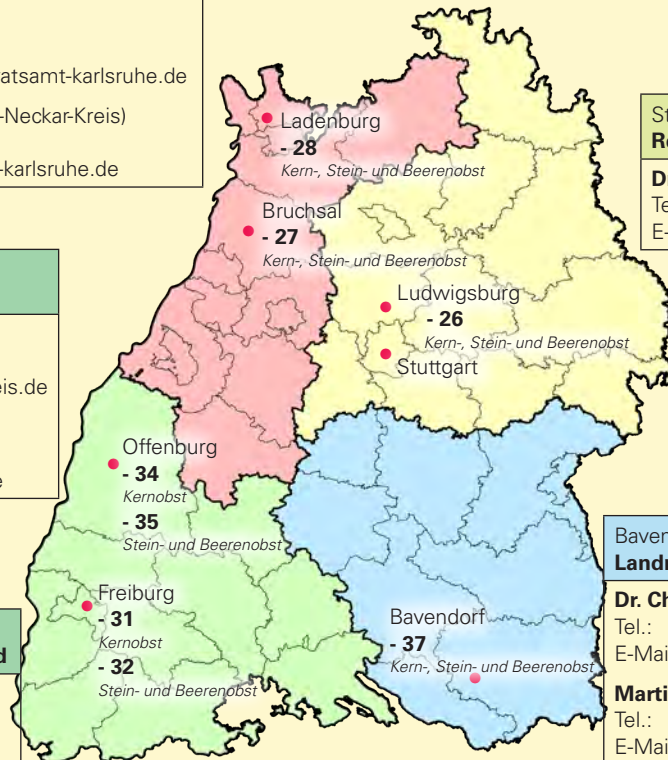 atsamt-karlsruhe.de
-Neckar-Kreis)
-karlsruhe.de
eis.de
e
d
Ladenburg
- 28
Kern-, Stein- und Beerenobst
Bruchsal
- 27
Kern-, Stein- und Beerenobst
Ludwigsburg
- 26
Kern-, Stein- und Beerenobst
Stuttgart
Offenburg
- 34
Kernobst
- 35
Stein- und Beerenobst
Freiburg
- 31
Kernobst
- 32
Stein- und Beerenobst
Bavendorf
- 37
Kern-, Stein- und Beerenobst
St
Re
D
Te
E-
Baven
Landr
Dr. Ch
Tel.:
E-Mai
Marti
Tel.:
E-Mai